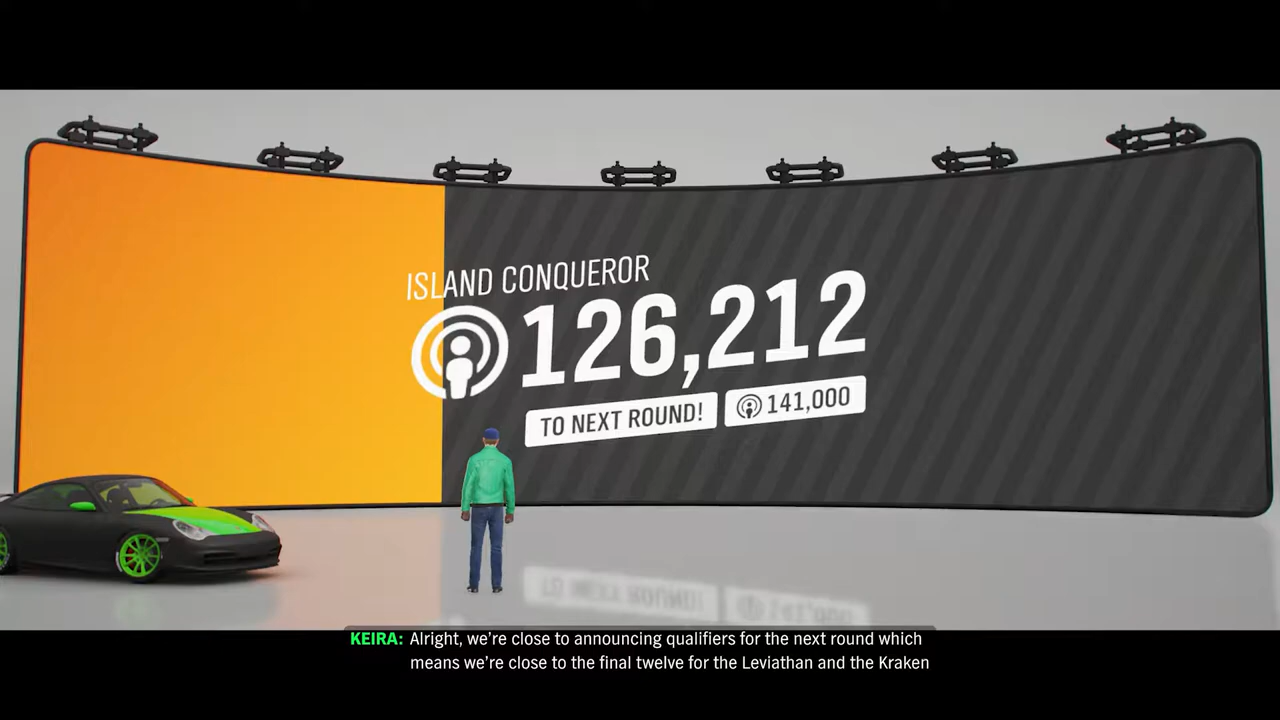 ISLAND CONQUEROR
126,212
TO NEXT ROUND! 141,000
KEIRA: Alright, we're close to announcing qualifiers for the next round which
means we're close to the final twelve for the Leviathan and the Kraken